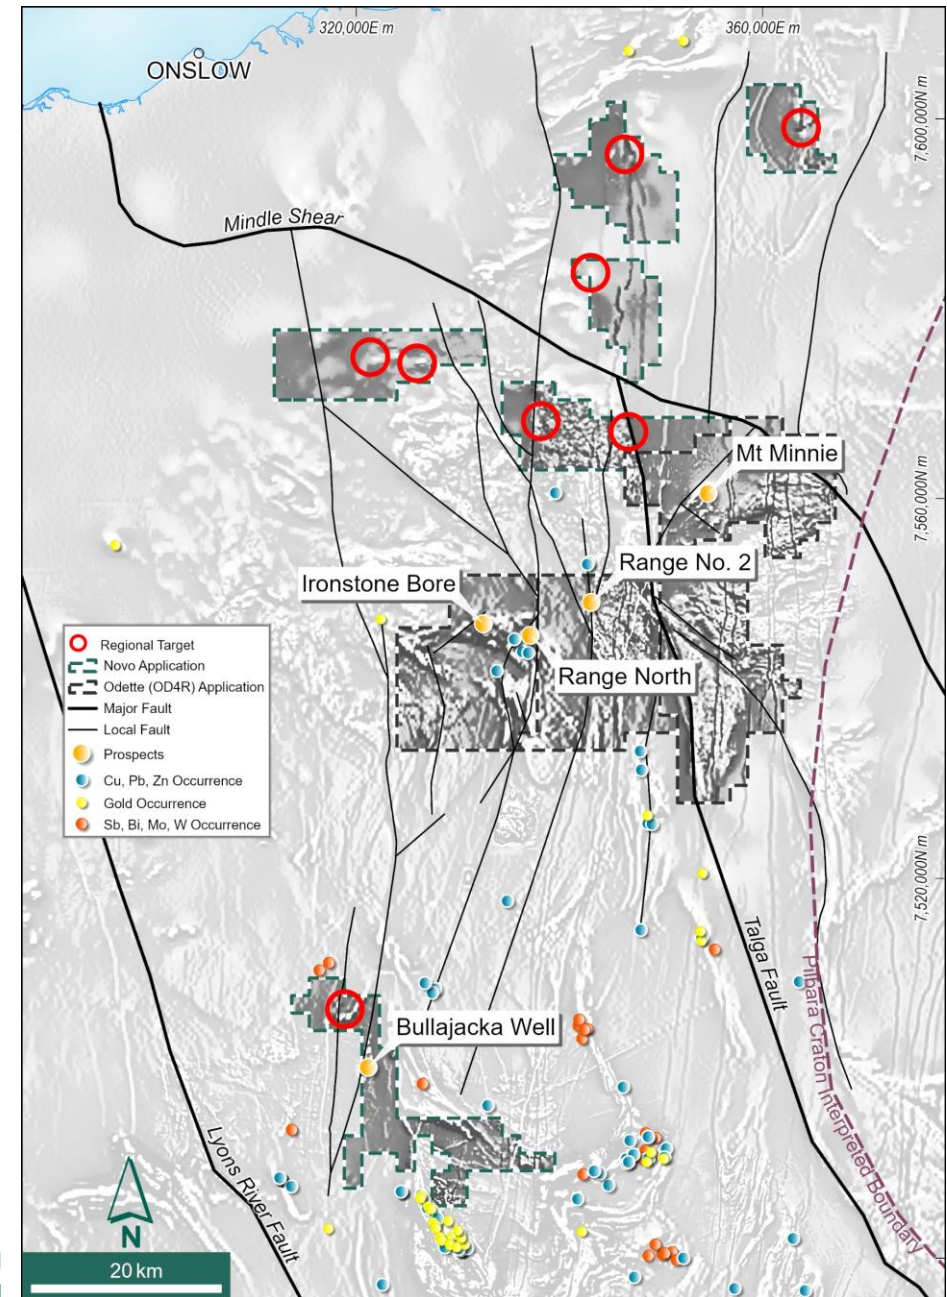 320,000E m
360,000E m
ONSLOW
7,600,000N m
Mindle Shear
Mt Minnie
7,560,000N m
Range No. 2
Ironstone Bore
Range North
Regional Target
Novo Application
Odette (OD4R) Application
Major Fault
Local Fault
Prospects
Cu, Pb, Zn Occurrence
Gold Occurrence
Sb, Bi, Mo, W Occurrence
7,520,000N m
Talga Fault
Pilbara Craton Interpreted Boundary
Bullajacka Well
Lyons River Fault
N
20 km